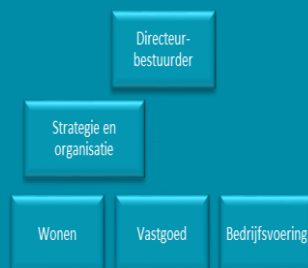 Directeur-
bestuurder
Strategie en
organisatie
Wonen
Vastgoed
Bedrijfsvoering